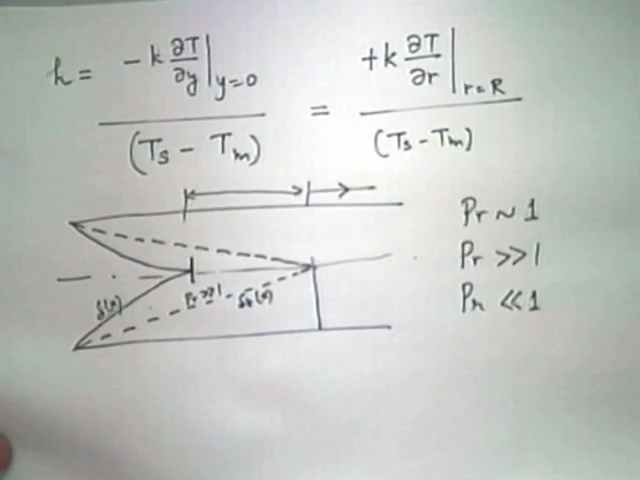 h = -k ∂T/∂y |y=0 / (Ts - Tm) = +k ∂T/∂r |r=R / (Ts - Tm)
Pr ~ 1
Pr >> 1
Pr << 1
δ(x) Pr >> 1